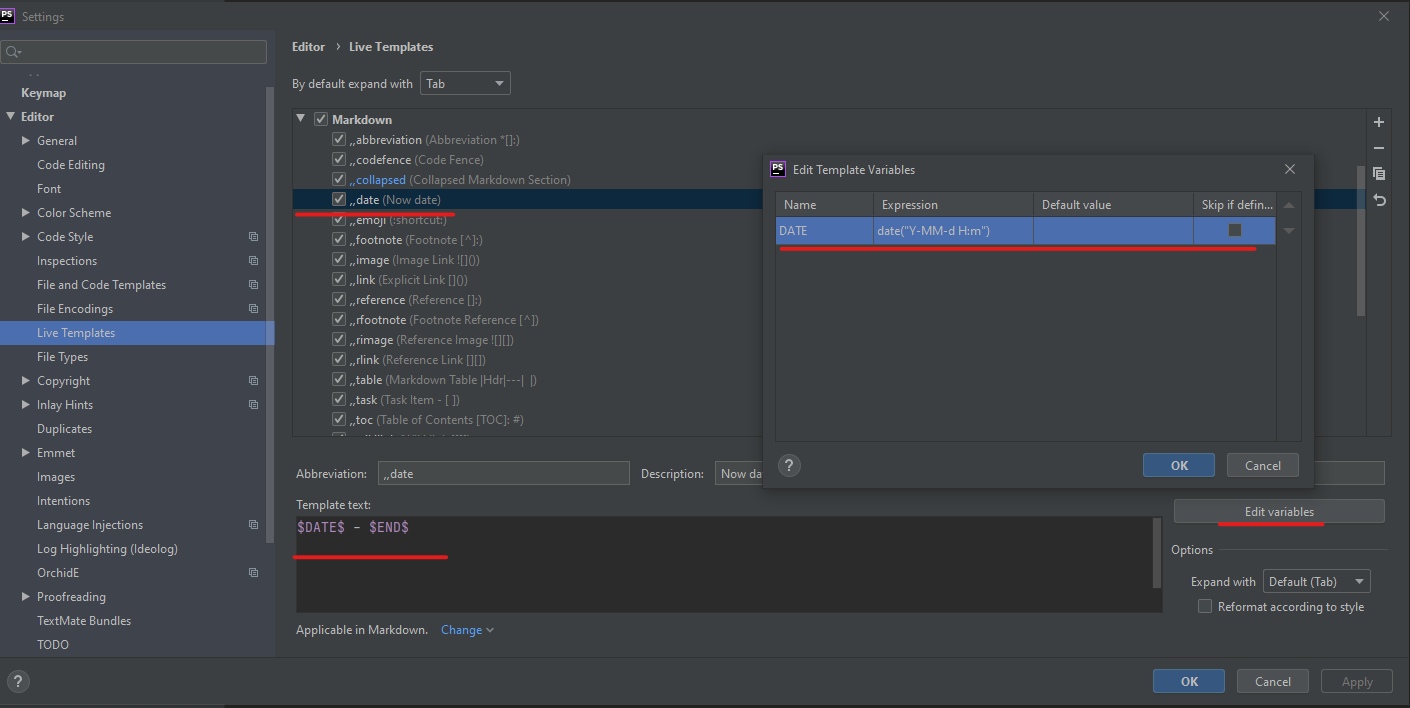 PS Settings
Editor › Live Templates
By default expand with Tab
Keymap
Editor
General
Code Editing
Font
Color Scheme
Code Style
Inspections
File and Code Templates
File Encodings
Live Templates
File Types
Copyright
Inlay Hints
Duplicates
Emmet
Images
Intentions
Language Injections
Log Highlighting (Ideolog)
OrchidE
Proofreading
TextMate Bundles
TODO
Markdown
,,abbreviation (Abbreviation *[]:)
,,codefence (Code Fence)
,,collapsed (Collapsed Markdown Section)
,,date (Now date)
,,emoji (:shortcut:)
,,footnote (Footnote [^]:)
,,image (Image Link ![]())
,,link (Explicit Link []())
,,reference (Reference []:)
,,rfootnote (Footnote Reference [^])
,,rimage (Reference Image ![][])
,,rlink (Reference Link [][])
,,table (Markdown Table |Hdr|---| |)
,,task (Task Item - [ ])
,,toc (Table of Contents [TOC]: #)
PS Edit Template Variables
Name Expression Default value Skip if defin...
DATE date("Y-MM-d H:m")
? OK Cancel
Abbreviation: ,,date Description: Now da
Template text:
$DATE$ - $END$
Edit variables
Options
Expand with Default (Tab)
Reformat according to style
Applicable in Markdown. Change
? OK Cancel Apply